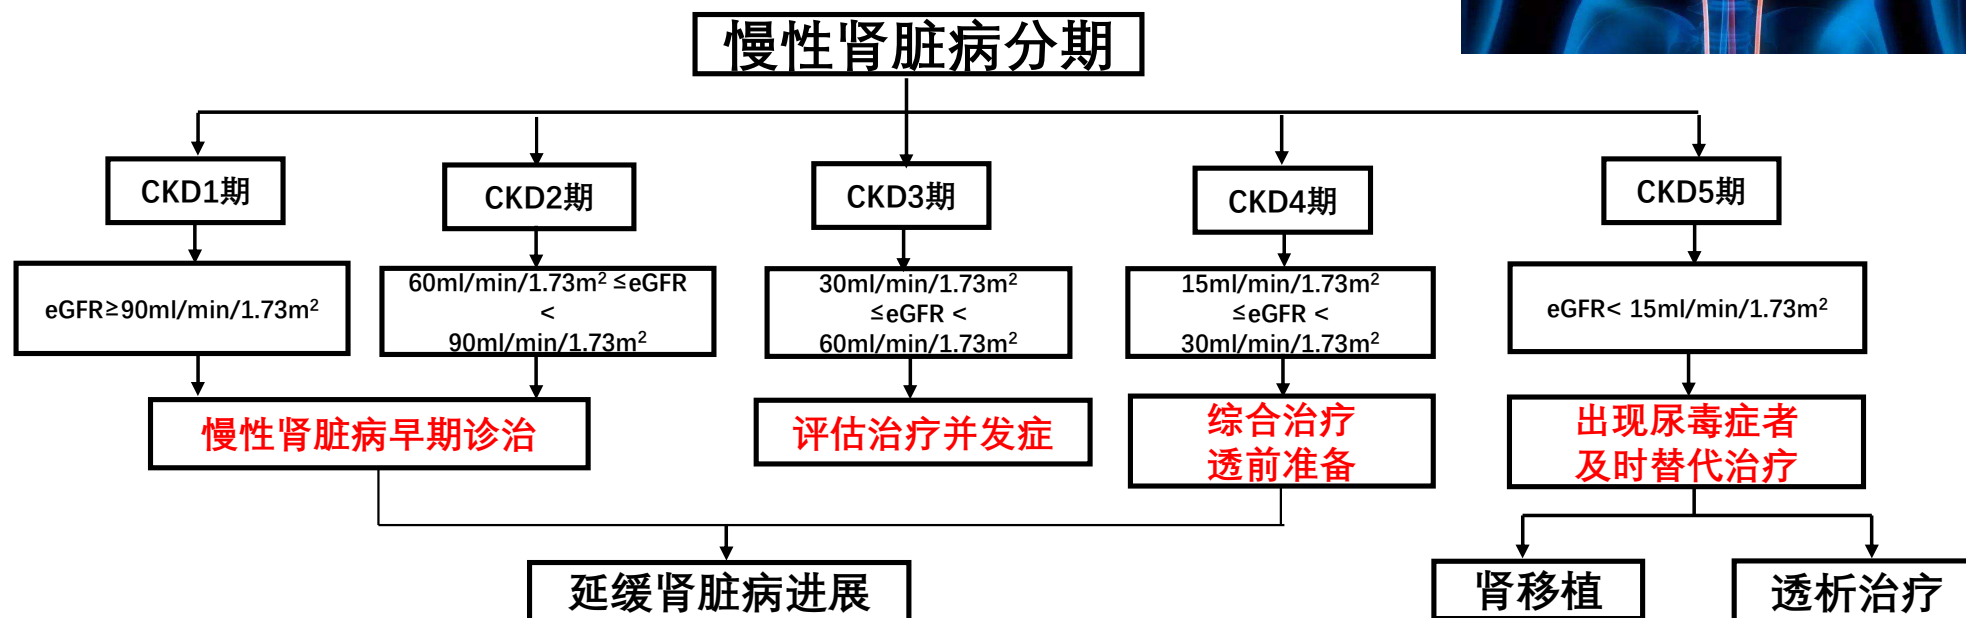 慢性肾脏病分期
CKD1期
CKD2期
CKD3期
CKD4期
CKD5期
eGFR≥90ml/min/1.73m²
60ml/min/1.73m² ≤eGFR
<
90ml/min/1.73m²
30ml/min/1.73m²
≤eGFR <
60ml/min/1.73m²
15ml/min/1.73m²
≤eGFR <
30ml/min/1.73m²
eGFR< 15ml/min/1.73m²
慢性肾脏病早期诊治
评估治疗并发症
综合治疗
透前准备
出现尿毒症者
及时替代治疗
延缓肾脏病进展
肾移植
透析治疗